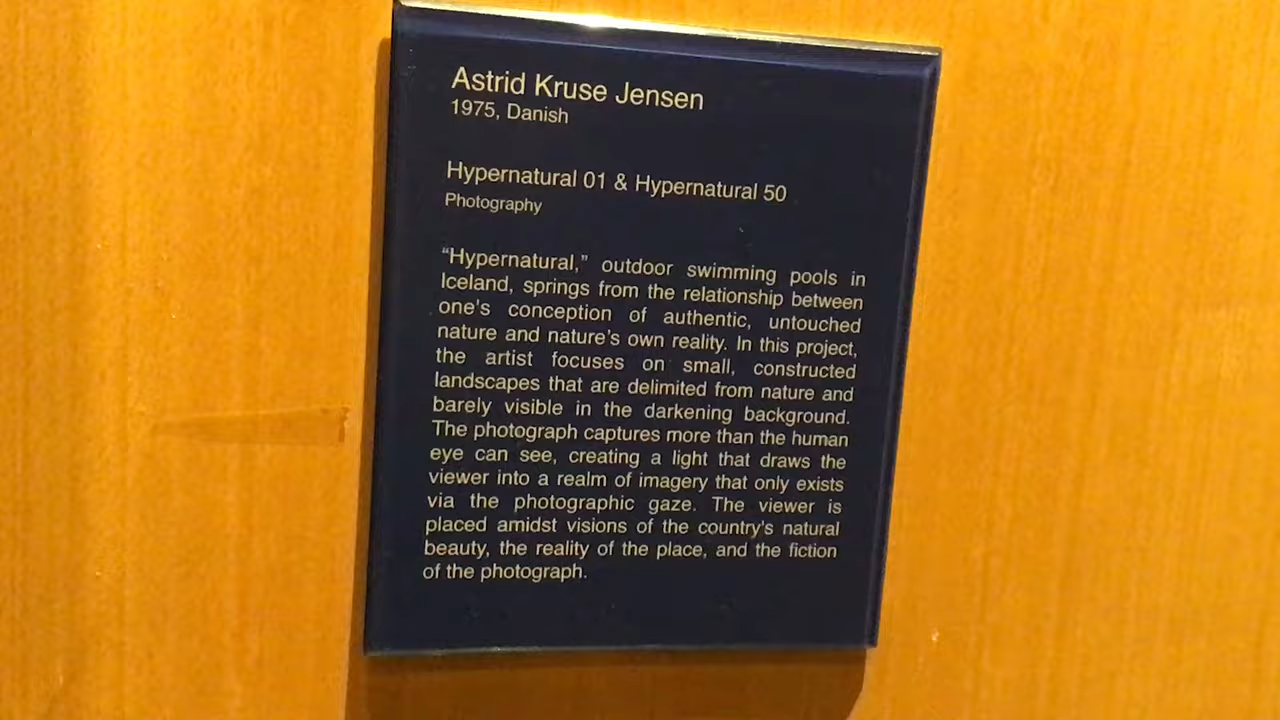 Astrid Kruse Jensen
1975, Danish
Hypernatural 01 & Hypernatural 50
Photography
“Hypernatural,” outdoor swimming pools in
Iceland, springs from the relationship between
one's conception of authentic, untouched
nature and nature’s own reality. In this project,
the artist focuses on small, constructed
landscapes that are delimited from nature and
barely visible in the darkening background.
The photograph captures more than the human
eye can see, creating a light that draws the
viewer into a realm of imagery that only exists
via the photographic gaze. The viewer is
placed amidst visions of the country's natural
beauty, the reality of the place, and the fiction
of the photograph.